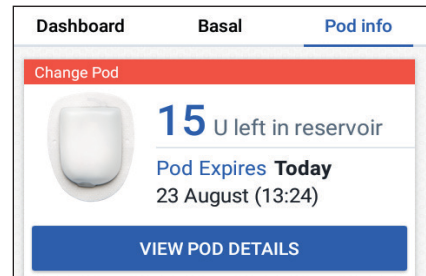 Dashboard Basal Pod info
Change Pod
15 U left in reservoir
Pod Expires Today
23 August (13:24)
VIEW POD DETAILS